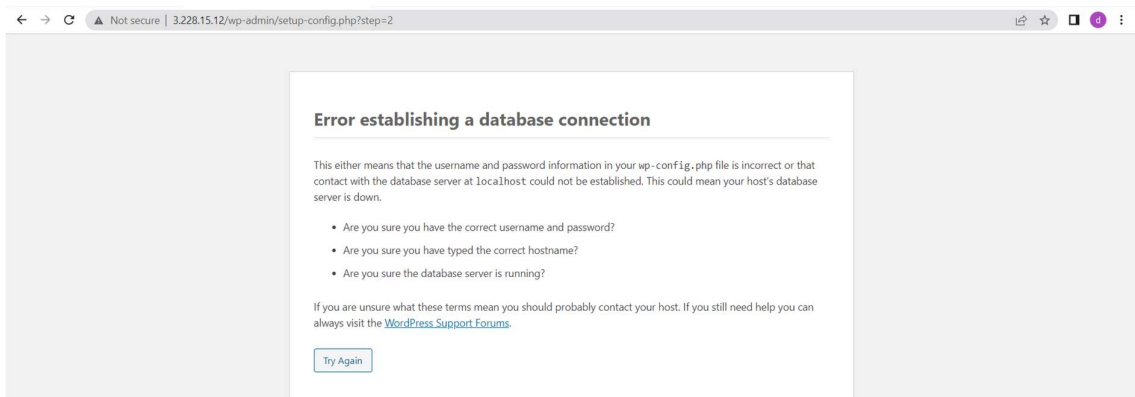 Not secure | 3.228.15.12/wp-admin/setup-config.php?step=2
d
Error establishing a database connection
This either means that the username and password information in your wp-config.php file is incorrect or that
contact with the database server at localhost could not be established. This could mean your host's database
server is down.
• Are you sure you have the correct username and password?
• Are you sure you have typed the correct hostname?
• Are you sure the database server is running?
If you are unsure what these terms mean you should probably contact your host. If you still need help you can
always visit the WordPress Support Forums.
Try Again